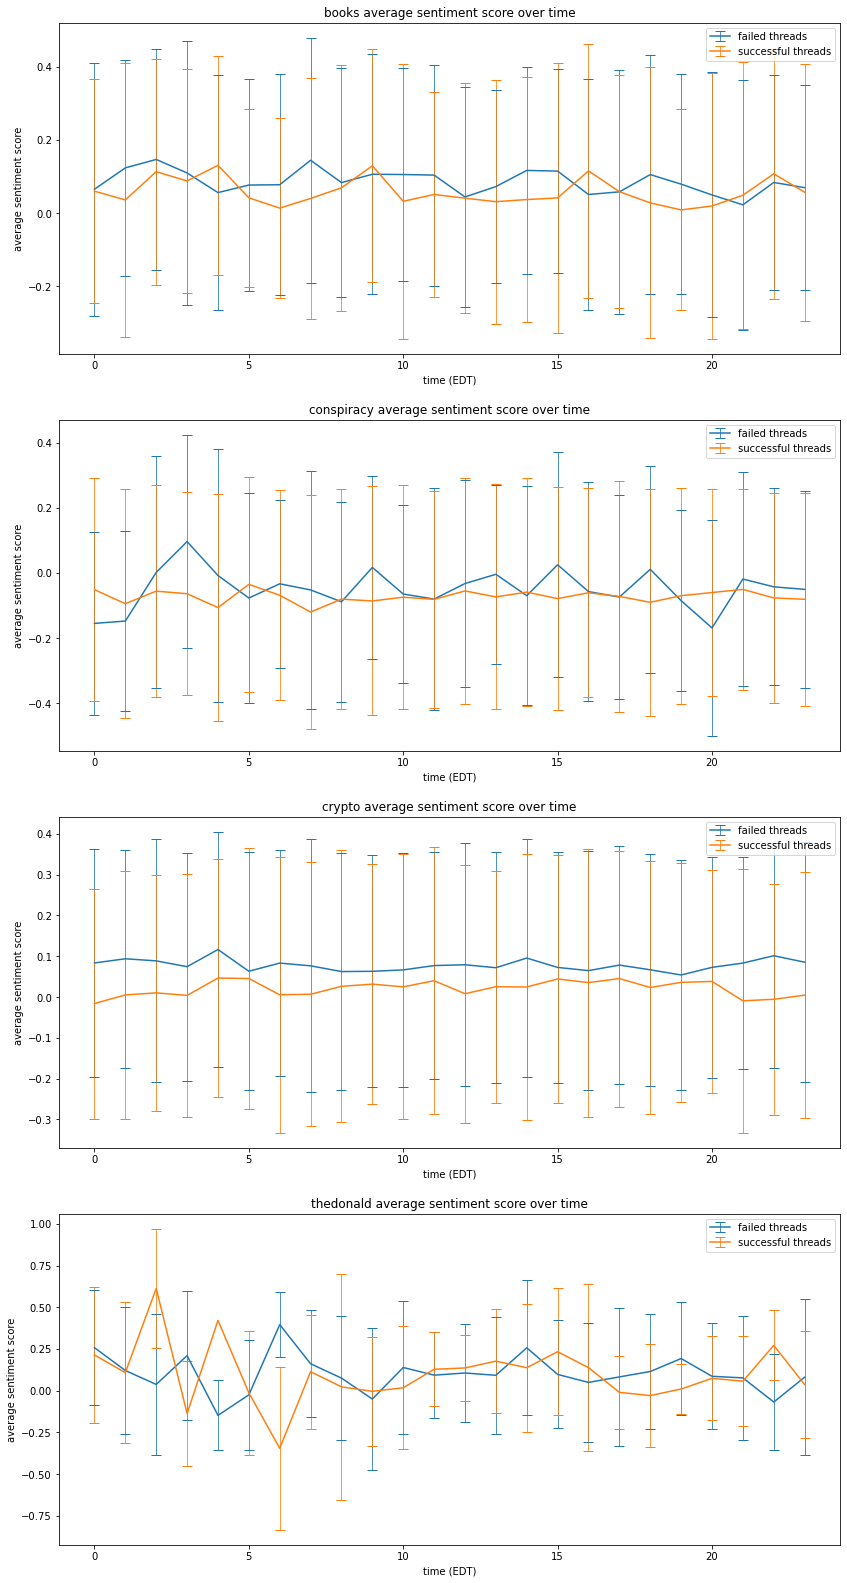 books average sentiment score over time
failed threads
successful threads
0.4
0.2
0.0
−0.2
average sentiment score
0 5 10 15 20
time (EDT)
conspiracy average sentiment score over time
failed threads
successful threads
0.4
0.2
0.0
−0.2
−0.4
average sentiment score
0 5 10 15 20
time (EDT)
crypto average sentiment score over time
failed threads
successful threads
0.4
0.3
0.2
0.1
0.0
−0.1
−0.2
−0.3
average sentiment score
0 5 10 15 20
time (EDT)
thedonald average sentiment score over time
failed threads
successful threads
1.00
0.75
0.50
0.25
0.00
−0.25
−0.50
−0.75
average sentiment score
0 5 10 15 20
time (EDT)